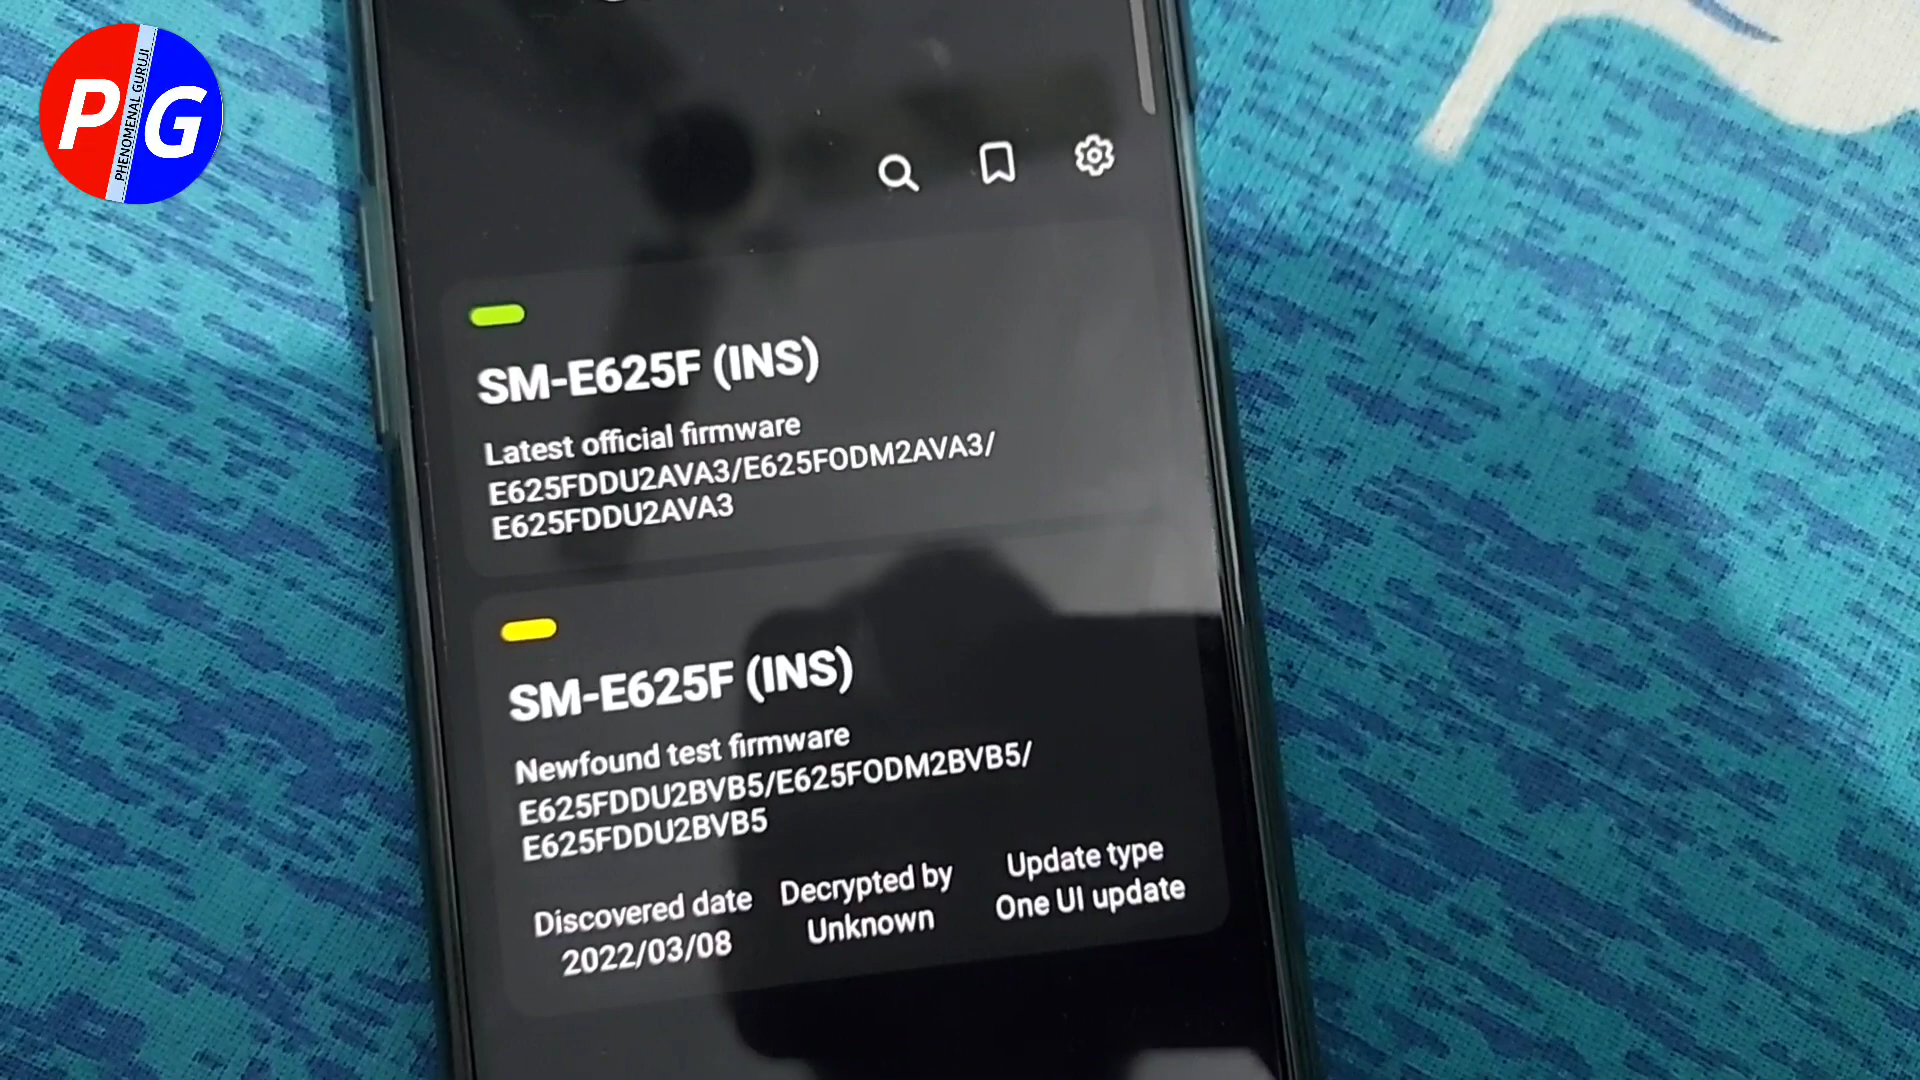 PG
PHENOMENAL GURUJI
SM-E625F (INS)
Latest official firmware
E625FDDU2AVA3/E625FODM2AVA3/
E625FDDU2AVA3
SM-E625F (INS)
Newfound test firmware
E625FDDU2BVB5/E625FODM2BVB5/
E625FDDU2BVB5
Discovered date
2022/03/08
Decrypted by
Unknown
Update type
One UI update